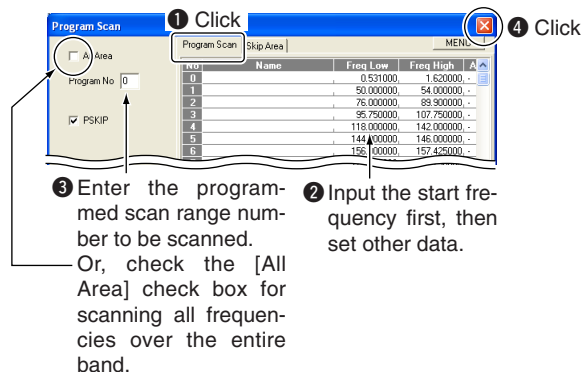 ❶ Click
Program Scan
❹ Click
All Area
Program Scan
Skip Area
MENU
No Name Freq Low Freq High A
Program No 0
0 , 0.531000, 1.620000, -
1 , 50.000000, 54.000000, -
2 , 76.000000, 89.900000, -
PSKIP
3 , 95.750000, 107.750000, -
4 , 118.000000, 142.000000, -
5 , 144.000000, 146.000000, -
6 , 156.000000, 157.425000, -
❸ Enter the program-
med scan range num-
ber to be scanned.
Or, check the [All
Area] check box for
scanning all frequen-
cies over the entire
band.
❷ Input the start fre-
quency first, then
set other data.